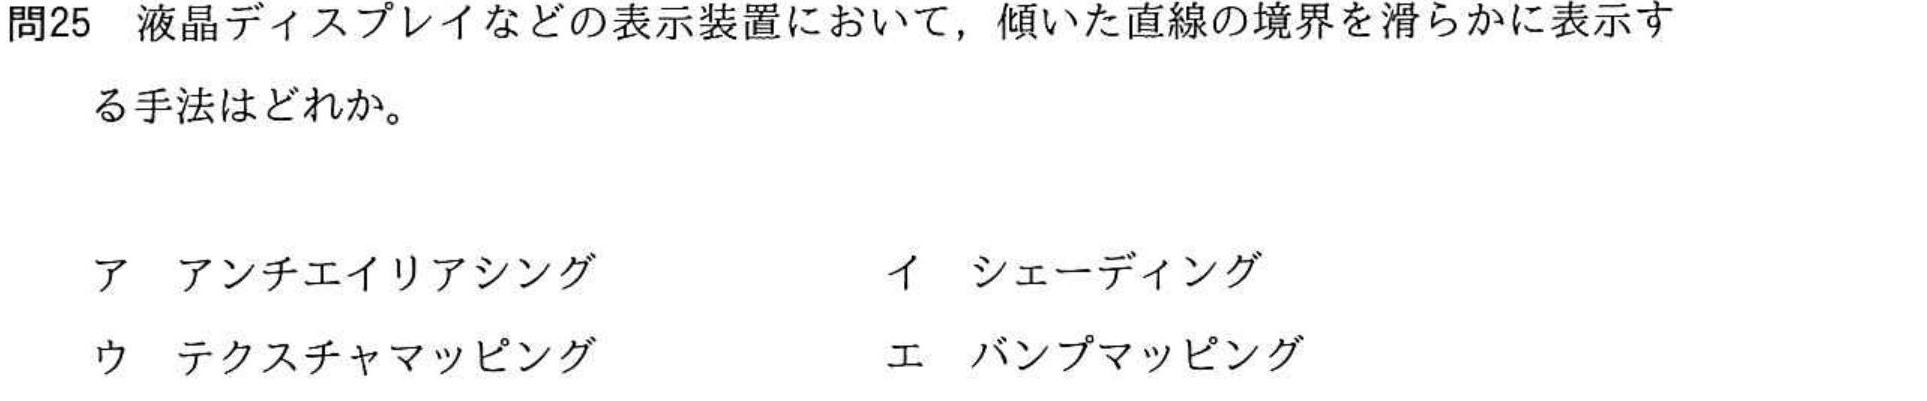 問25　液晶ディスプレイなどの表示装置において，傾いた直線の境界を滑らかに表示す
る手法はどれか。
ア　アンチエイリアシング　イ　シェーディング
ウ　テクスチャマッピング　エ　バンプマッピング